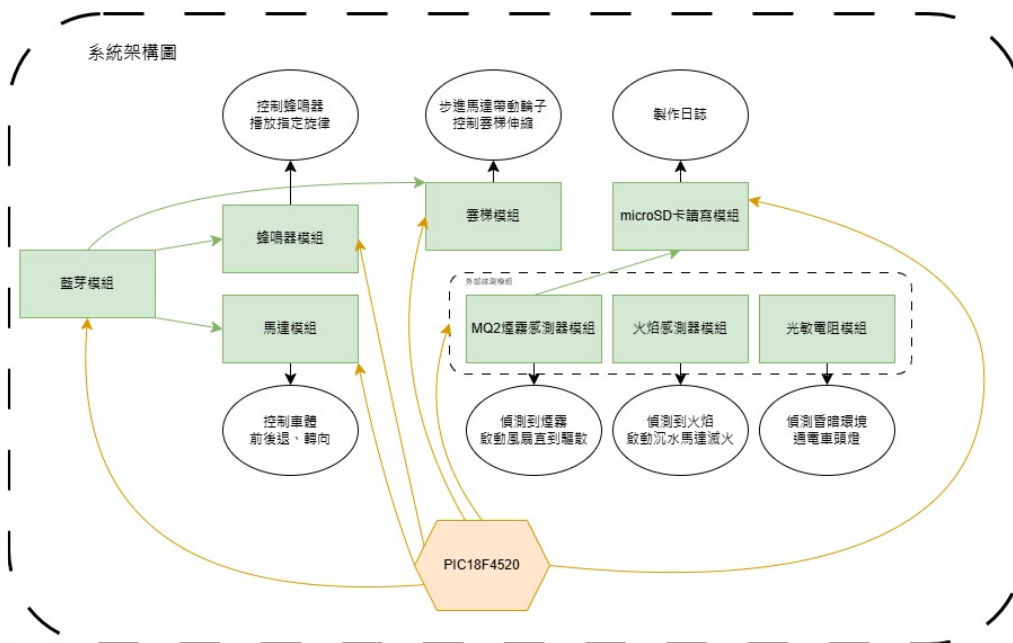 系統架構圖
控制蜂鳴器
播放指定旋律
步進馬達帶動輪子
控制雲梯伸縮
製作日誌
雲梯模組
microSD卡讀寫模組
蜂鳴器模組
藍芽模組
外部感測模組
馬達模組
MQ2煙霧感測器模組
火焰感測器模組
光敏電阻模組
控制車體
前後退、轉向
偵測到煙霧
啟動風扇直到驅散
偵測到火焰
啟動沉水馬達滅火
偵測昏暗環境
通電車頭燈
PIC18F4520